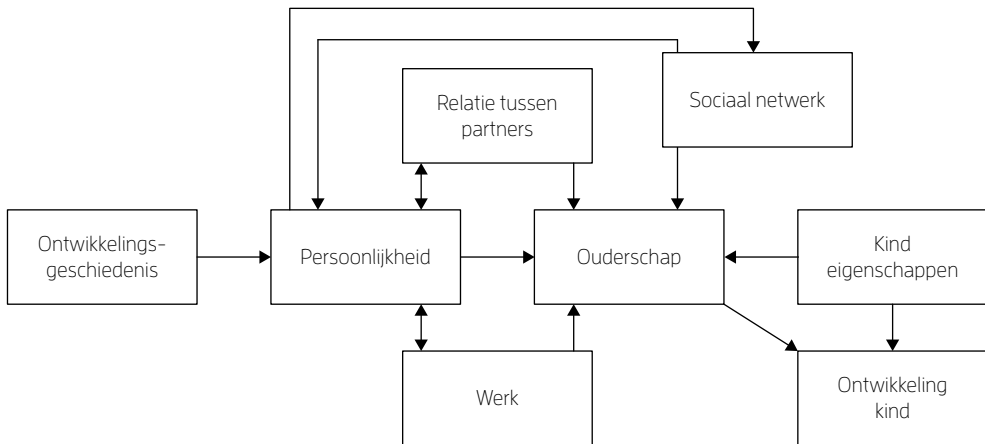 Sociaal netwerk
Relatie tussen
partners
Ontwikkelings-
geschiedenis
Persoonlijkheid
Ouderschap
Kind
eigenschappen
Werk
Ontwikkeling
kind